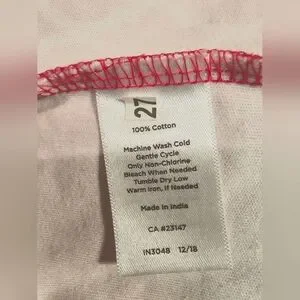 27
100% Cotton
Machine Wash Cold
Gentle Cycle
Only Non-Chlorine
Bleach When Needed
Tumble Dry Low
Warm Iron, If Needed
Made in India
CA #23147
IN3048 12/18